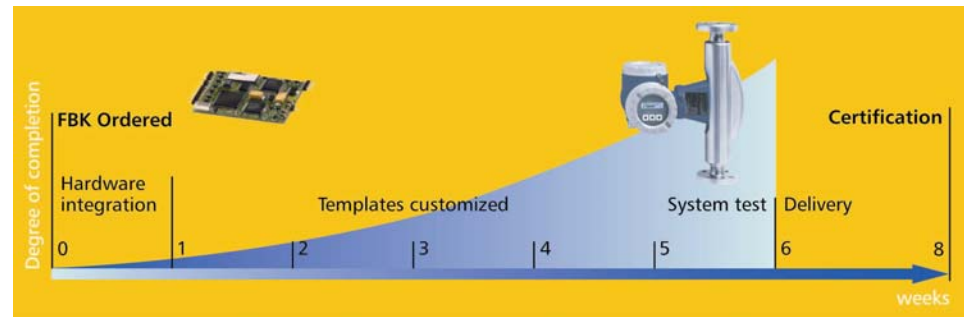 Degree of completion
FBK Ordered
Certification
Hardware
integration
Templates customized
System test
Delivery
0
1
2
3
4
5
6
8
weeks